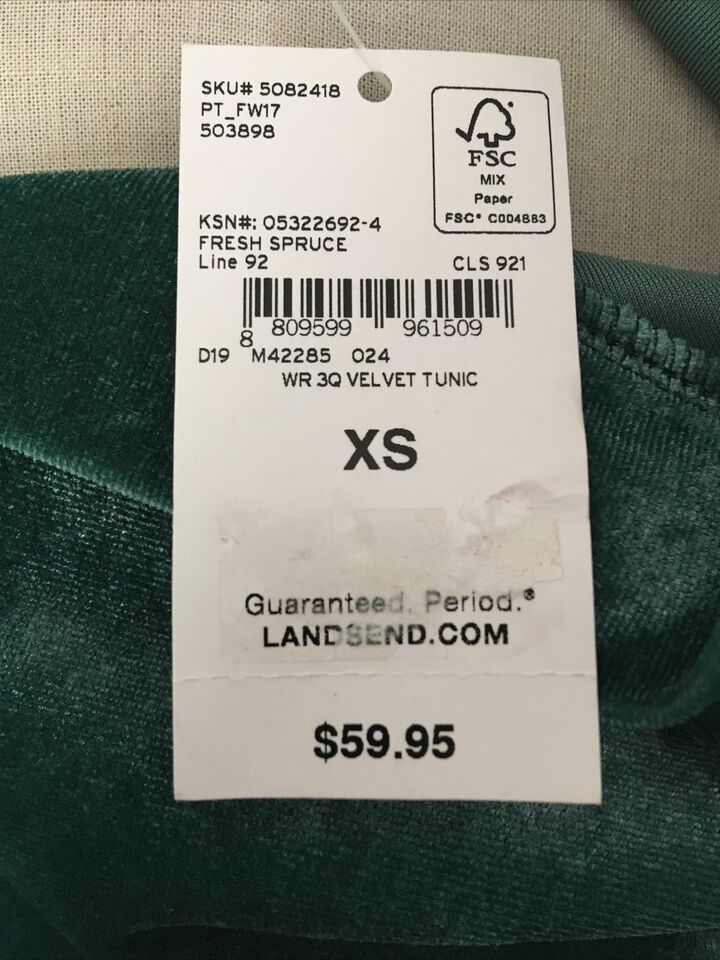 SKU# 5082418
PT_FW17
503898
FSC
MIX
Paper
FSC® C004883
KSN#: 05322692-4
FRESH SPRUCE
Line 92 CLS 921
8 809599 961509
D19 M42285 024
WR 3Q VELVET TUNIC
XS
Guaranteed. Period.®
LANDSEND.COM
$59.95